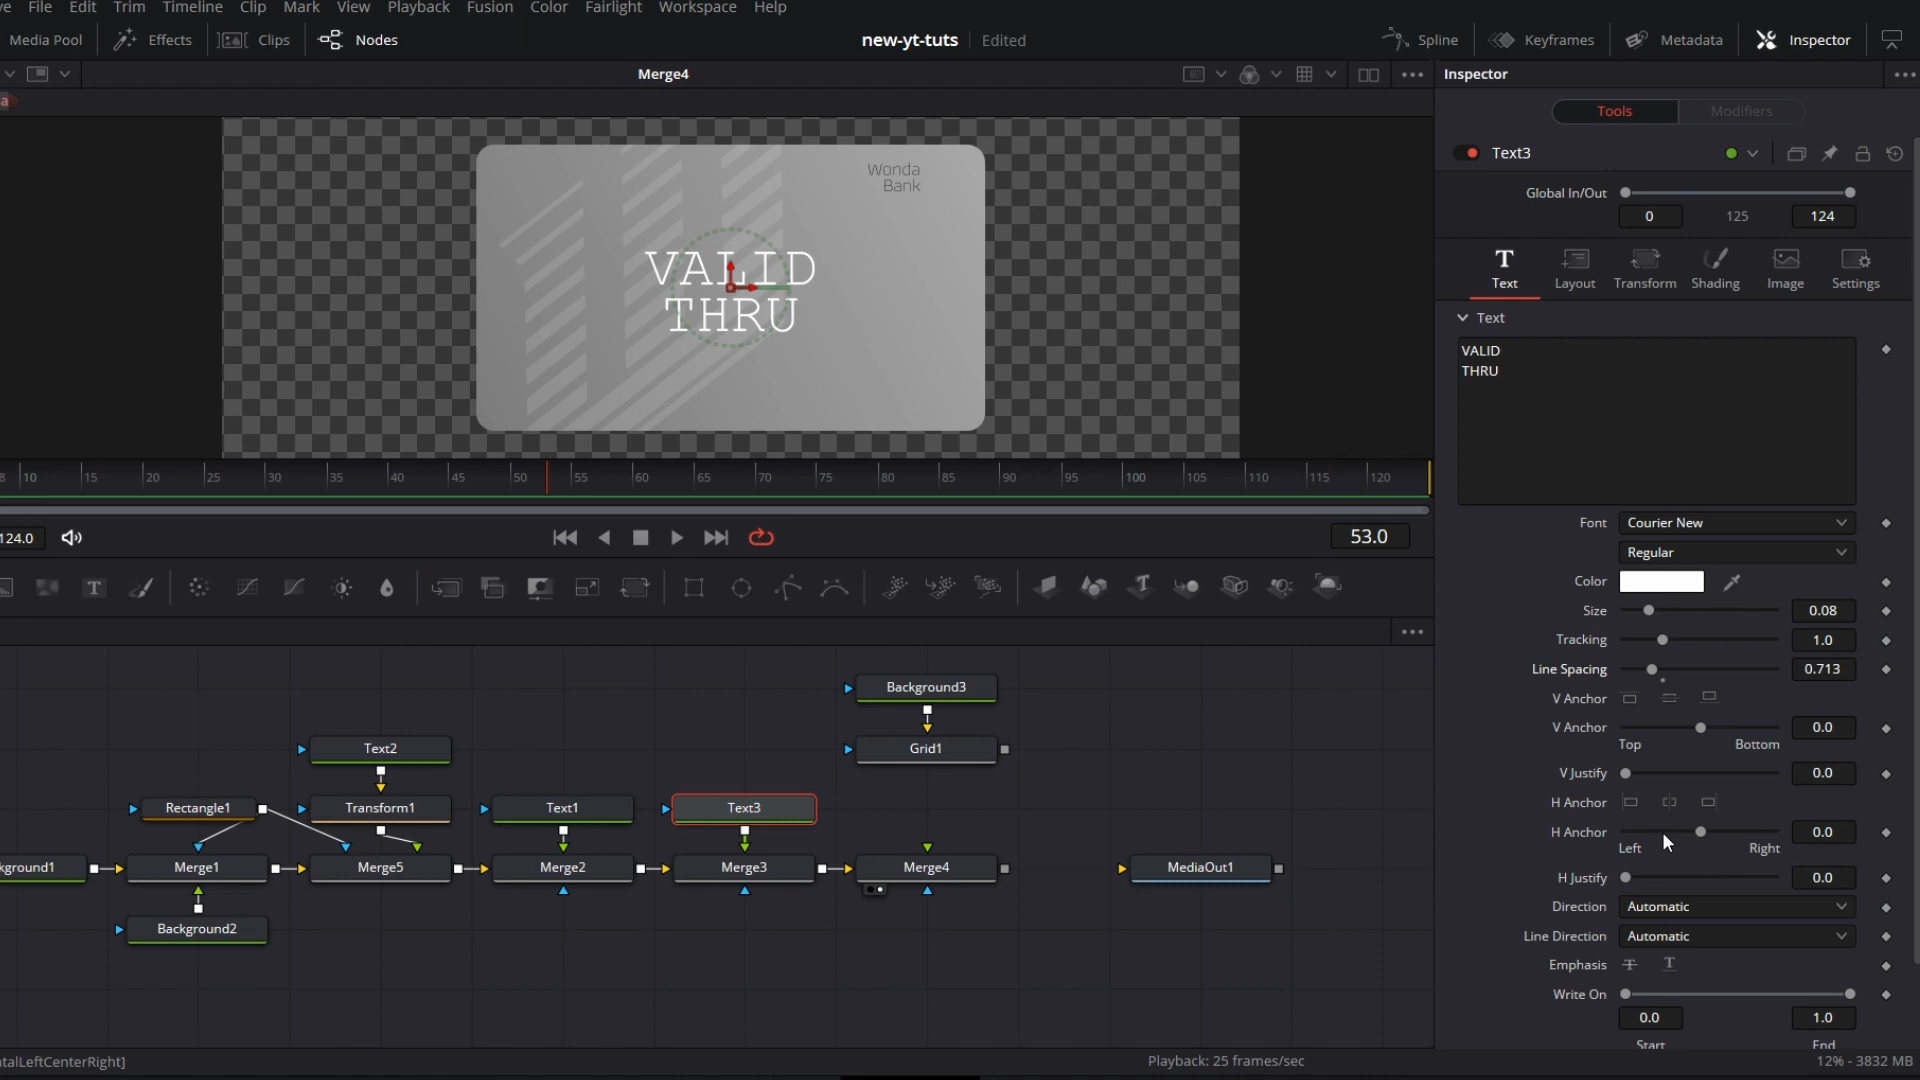 File Edit Trim Timeline Clip Mark View Playback Fusion Color Fairlight Workspace Help
Media Pool Effects Clips Nodes new-yt-tuts Edited Spline Keyframes Metadata Inspector
Merge4 Inspector
Tools Modifiers
Text3
Global In/Out
0 125 124
Text Layout Transform Shading Image Settings
Wonda
Bank
VALID
THRU
Text
VALID
THRU
10 15 20 25 30 35 40 45 50 55 60 65 70 75 80 85 90 95 100 105 110 115 120
124.0 53.0
Font Courier New
Regular
Color
Size 0.08
Tracking 1.0
Line Spacing 0.713
V Anchor
V Anchor 0.0
Top Bottom
V Justify 0.0
H Anchor
H Anchor 0.0
Left Right
H Justify 0.0
Direction Automatic
Line Direction Automatic
Emphasis
Write On
0.0 1.0
Start End
Background3
Text2 Grid1
Rectangle1 Transform1 Text1 Text3
kground1 Merge1 Merge5 Merge2 Merge3 Merge4 MediaOut1
Background2
talLeftCenterRight] Playback: 25 frames/sec 12% - 3832 MB